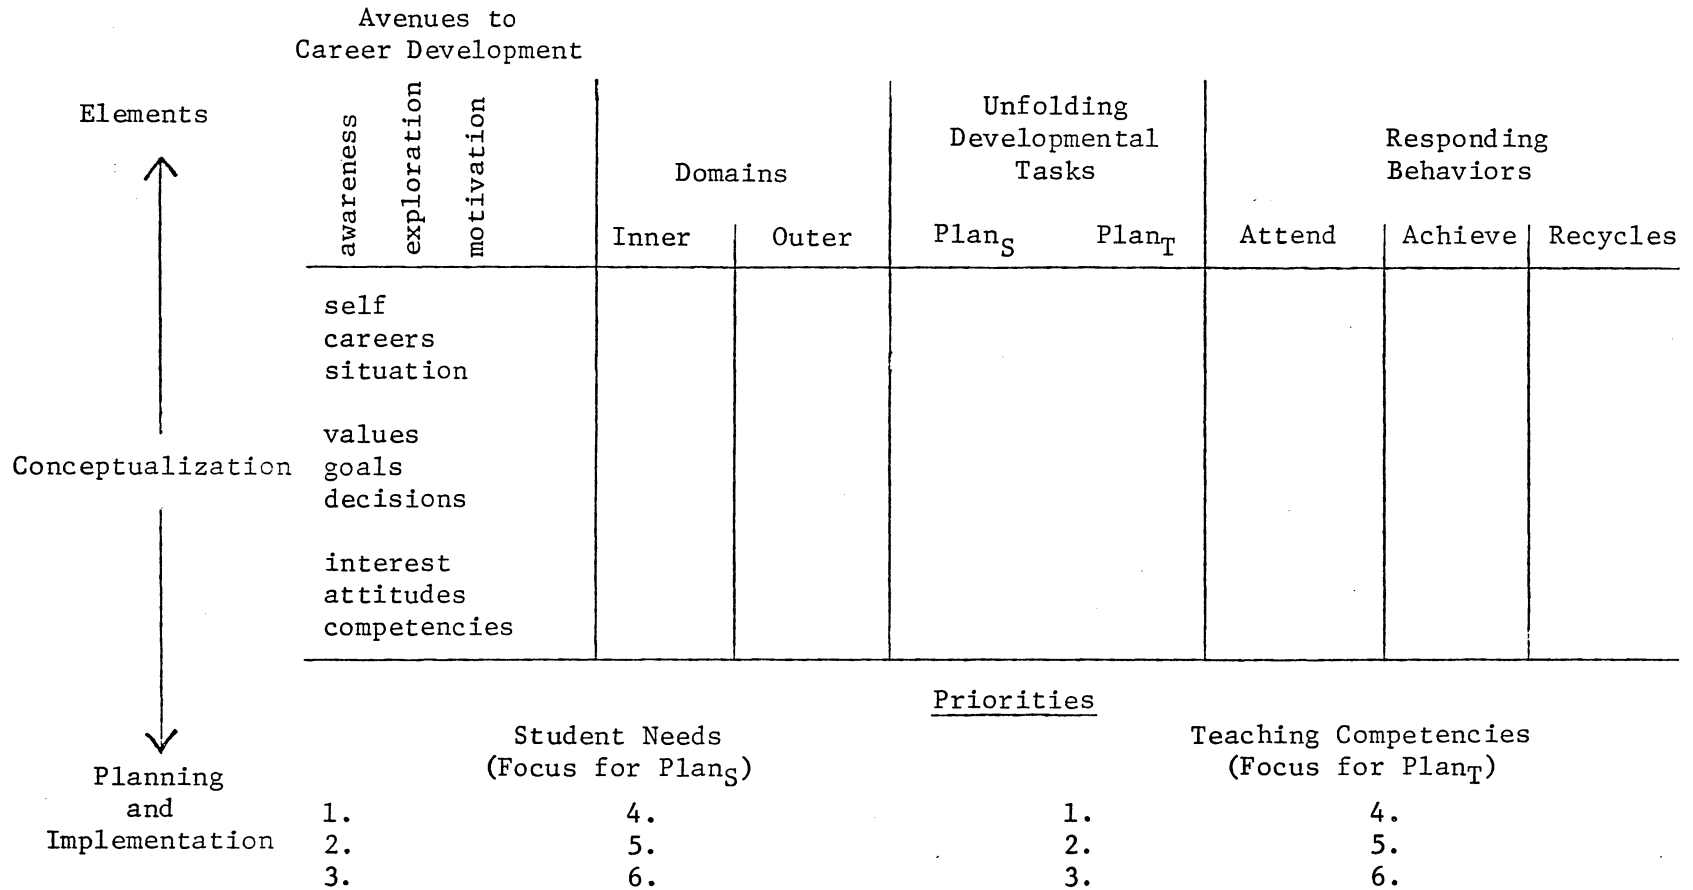 Avenues to
Career Development
Elements
awareness
exploration
motivation
Domains
Inner Outer
Unfolding
Developmental
Tasks
PlanS PlanT
Responding
Behaviors
Attend Achieve Recycles
self
careers
situation
values
Conceptualization goals
decisions
interest
attitudes
competencies
Priorities
Student Needs
(Focus for PlanS)
Teaching Competencies
(Focus for PlanT)
Planning
and
Implementation
1. 4.
2. 5.
3. 6.
1. 4.
2. 5.
3. 6.